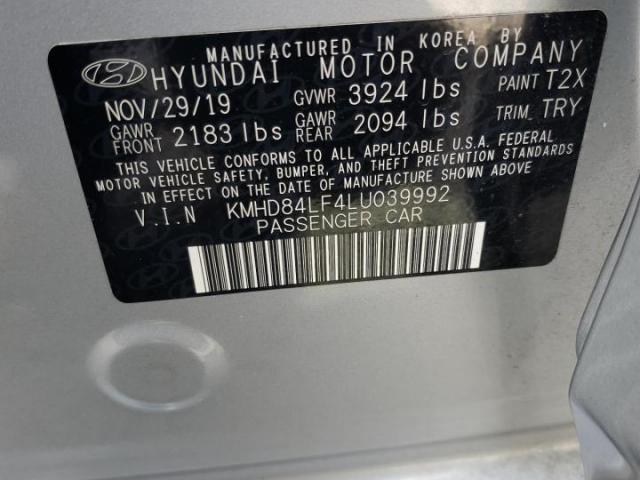 MANUFACTURED IN KOREA BY
HYUNDAI MOTOR COMPANY
NOV/29/19 GVWR 3924 lbs PAINT T2X
GAWR FRONT 2183 lbs GAWR REAR 2094 lbs TRIM TRY
THIS VEHICLE CONFORMS TO ALL APPLICABLE U.S.A. FEDERAL
MOTOR VEHICLE SAFETY, BUMPER, AND THEFT PREVENTION STANDARDS
IN EFFECT ON THE DATE OF MANUFACTURE SHOWN ABOVE.
V.I.N KMHD84LF4LU039992
PASSENGER CAR